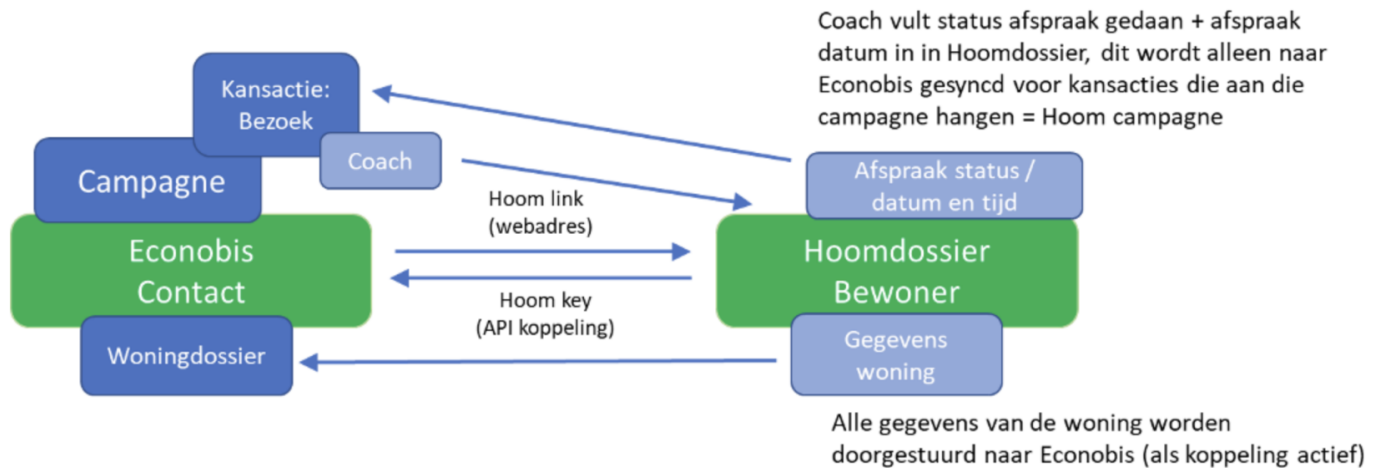 Coach vult status afspraak gedaan + afspraak
datum in in Hoomdossier, dit wordt alleen naar
Econobis gesyncd voor kansacties die aan die
campagne hangen = Hoom campagne
Kansactie:
Bezoek
Coach
Campagne
Afspraak status /
datum en tijd
Hoom link
(webadres)
Econobis
Contact
Hoomdossier
Bewoner
Hoom key
(API koppeling)
Woningdossier
Gegevens
woning
Alle gegevens van de woning worden
doorgestuurd naar Econobis (als koppeling actief)